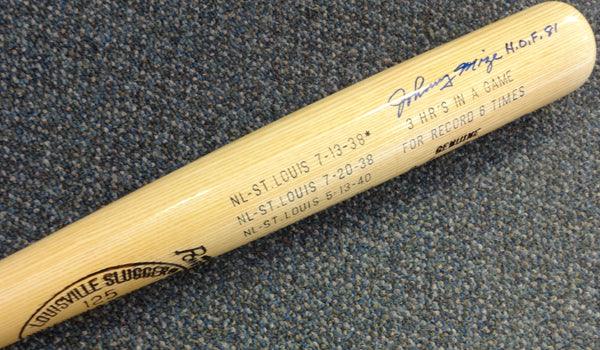 Johnny Mize H.O.F. 81
3 HR'S IN A GAME
FOR RECORD 6 TIMES
GENUINE
NL-ST. LOUIS 7-13-38*
NL-ST. LOUIS 7-20-38
NL-ST. LOUIS 5-13-40
LOUISVILLE SLUGGER
125